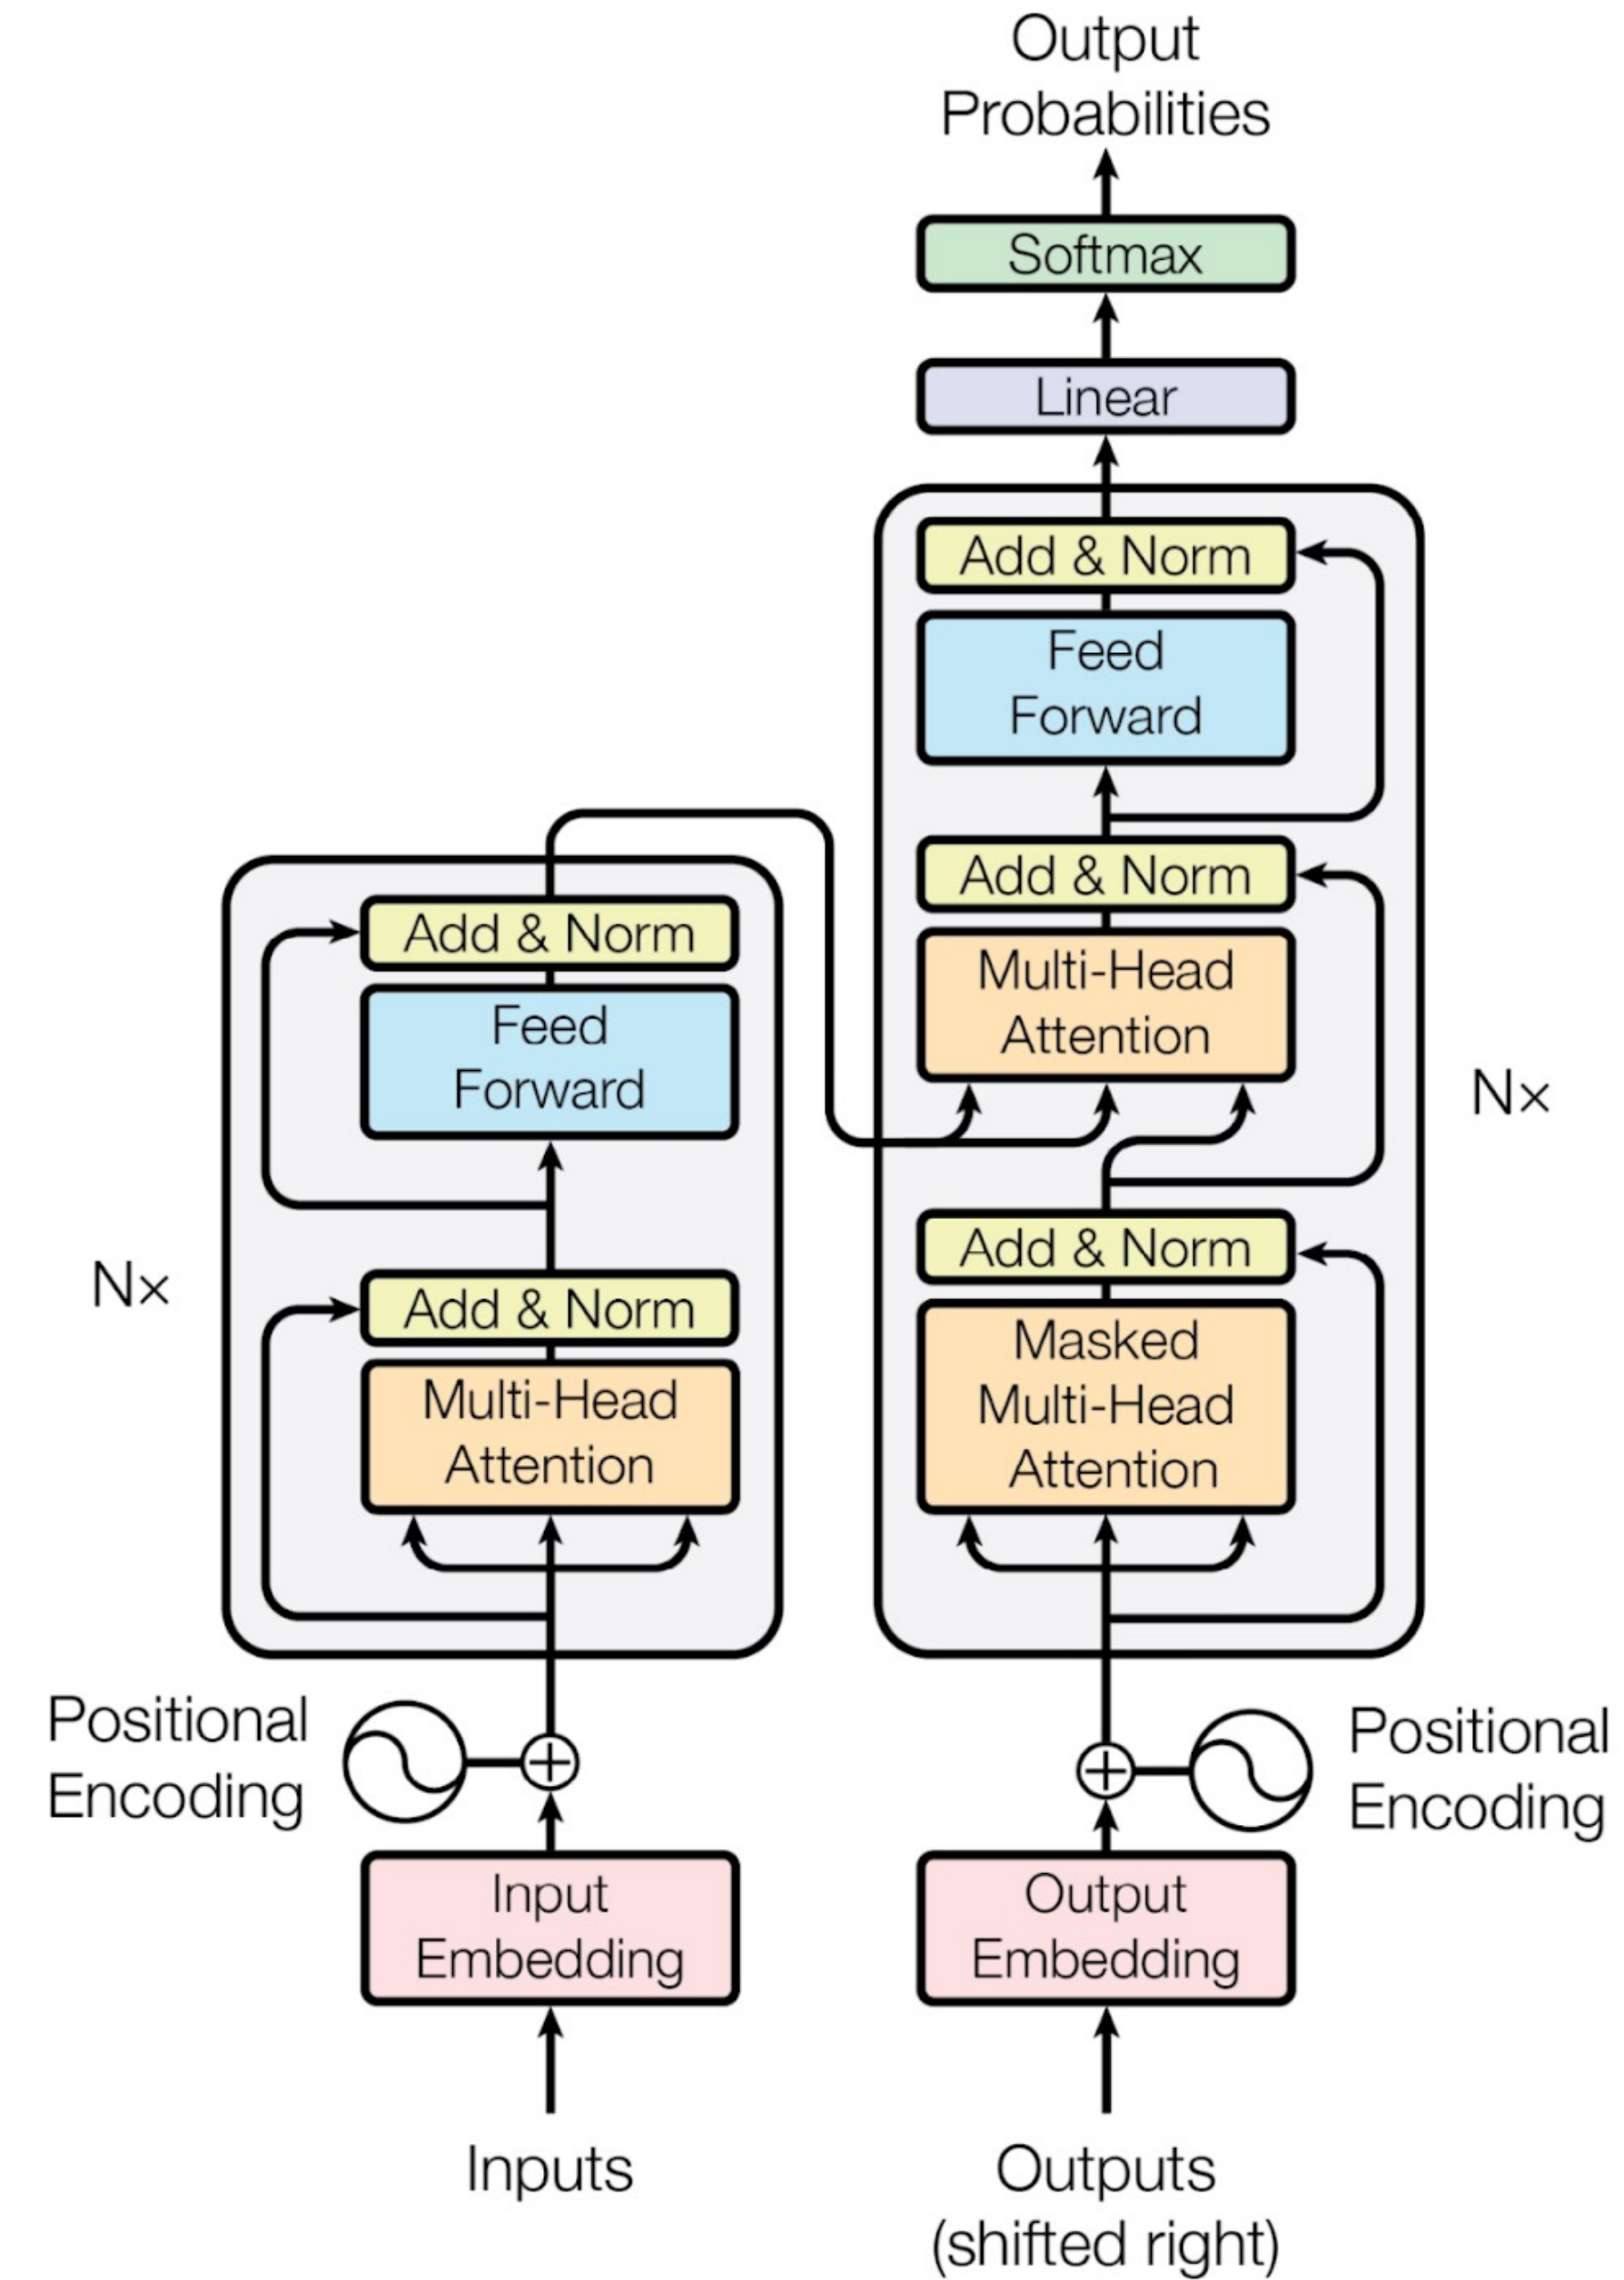 Output
Probabilities
Softmax
Linear
Add & Norm
Feed
Forward
Add & Norm
Multi-Head
Attention
Add & Norm
Masked
Multi-Head
Attention
Nx
Add & Norm
Feed
Forward
Add & Norm
Multi-Head
Attention
Nx
Positional
Encoding
Positional
Encoding
Input
Embedding
Output
Embedding
Inputs
Outputs
(shifted right)